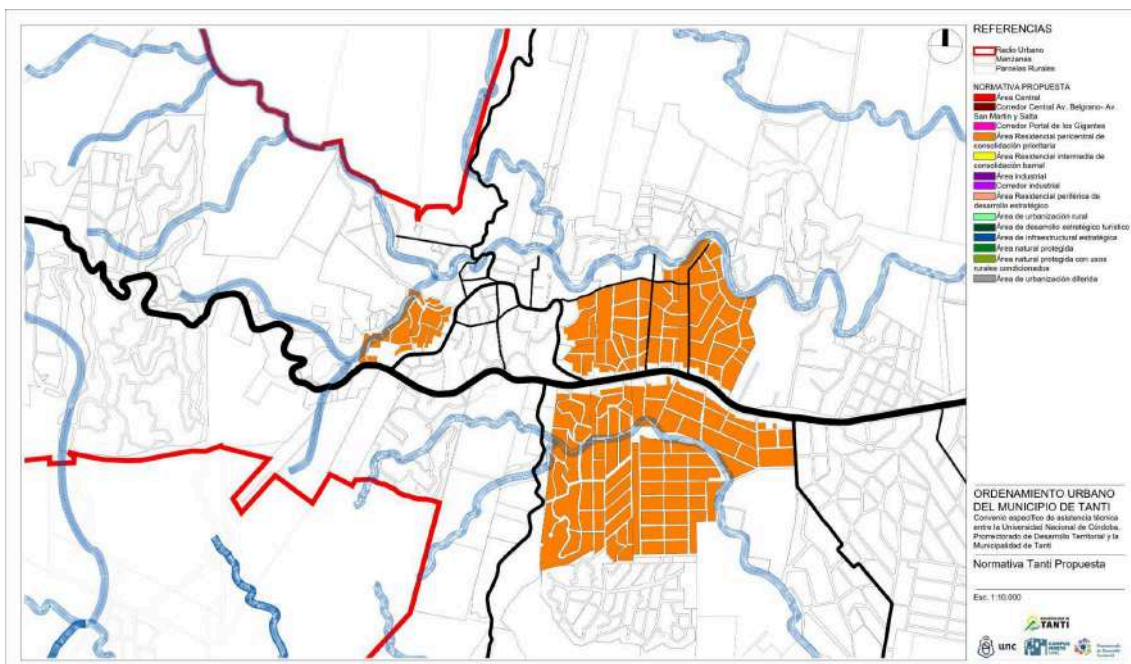 REFERENCIAS
Radio Urbano
Manzanas
Parcelas Rurales
NORMATIVA PROPUESTA
Área Central
Corredor Central Av. Belgrano- Av.
San Martín y Salta
Corredor Portal de los Gigantes
Área Residencial pericentral de
consolidación prioritaria
Área Residencial intermedia de
consolidación barrial
Área industrial
Corredor industrial
Área Residencial periférica de
desarrollo estratégico
Área de urbanización rural
Área de desarrollo estratégico turístico
Área de infraestructural estratégica
Área natural protegida
Área natural protegida con usos
rurales condicionados
Área de urbanización diferida
ORDENAMIENTO URBANO
DEL MUNICIPIO DE TANTI
Convenio específico de asistencia técnica
entre la Universidad Nacional de Córdoba,
Prorrectorado de Desarrollo Territorial y la
Municipalidad de Tanti
Normativa Tanti Propuesta
Esc. 1:10.000
TANTI
unc